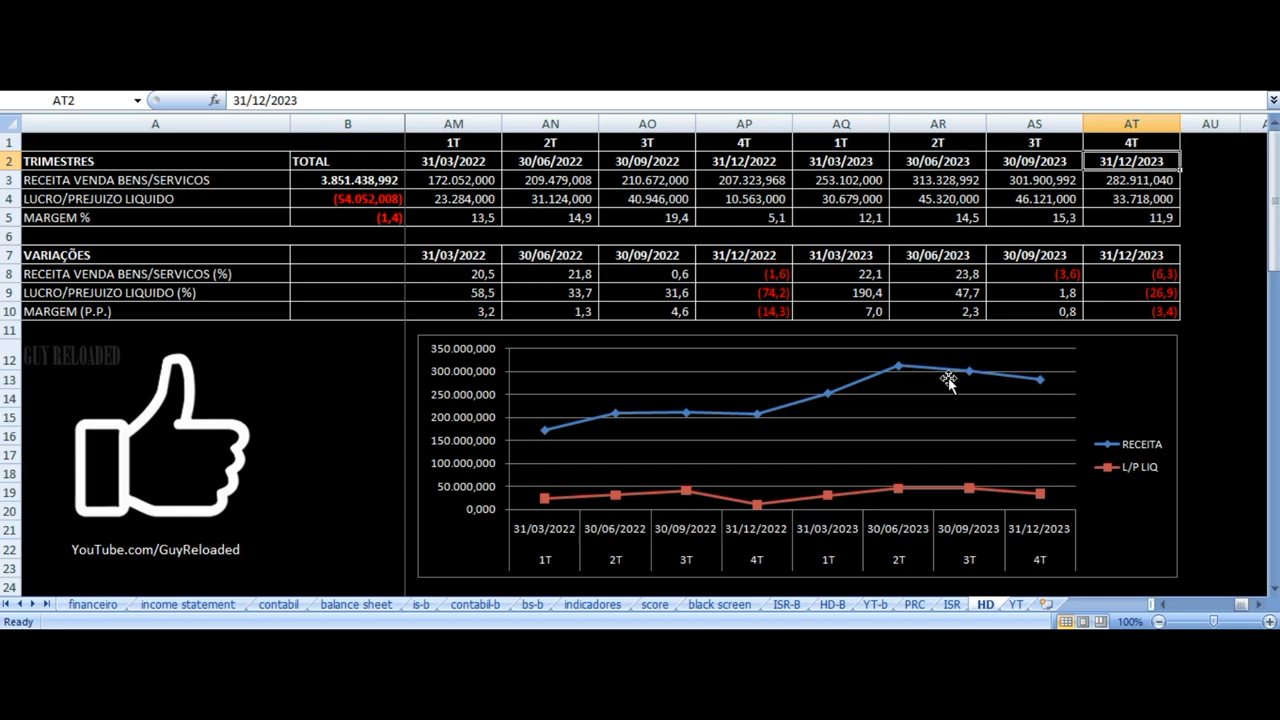 AT2 fx 31/12/2023
A B AM AN AO AP AQ AR AS AT AU
1 1T 2T 3T 4T 1T 2T 3T 4T
2 TRIMESTRES TOTAL 31/03/2022 30/06/2022 30/09/2022 31/12/2022 31/03/2023 30/06/2023 30/09/2023 31/12/2023
3 RECEITA VENDA BENS/SERVICOS 3.851.438,992 172.052,000 209.479,008 210.672,000 207.323,968 253.102,000 313.328,992 301.900,992 282.911,040
4 LUCRO/PREJUIZO LIQUIDO (54.052,008) 23.284,000 31.124,000 40.946,000 10.563,000 30.679,000 45.320,000 46.121,000 33.718,000
5 MARGEM % (1,4) 13,5 14,9 19,4 5,1 12,1 14,5 15,3 11,9
6
7 VARIAÇÕES 31/03/2022 30/06/2022 30/09/2022 31/12/2022 31/03/2023 30/06/2023 30/09/2023 31/12/2023
8 RECEITA VENDA BENS/SERVICOS (%) 20,5 21,8 0,6 (1,6) 22,1 23,8 (3,6) (6,3)
9 LUCRO/PREJUIZO LIQUIDO (%) 58,5 33,7 31,6 (74,2) 190,4 47,7 1,8 (26,9)
10 MARGEM (P.P.) 3,2 1,3 4,6 (14,3) 7,0 2,3 0,8 (3,4)
11
12 GUY RELOADED
13
14
15
16
17
18
19
20
21
22
23
24
YouTube.com/GuyReloaded
350.000,000
300.000,000
250.000,000
200.000,000
150.000,000
100.000,000
50.000,000
0,000
31/03/2022 30/06/2022 30/09/2022 31/12/2022 31/03/2023 30/06/2023 30/09/2023 31/12/2023
1T 2T 3T 4T 1T 2T 3T 4T
RECEITA
L/P LIQ
financeiro income statement contabil balance sheet is-b contabil-b bs-b indicadores score black screen ISR-B HD-B YT-b PRC ISR HD YT
Ready 100%